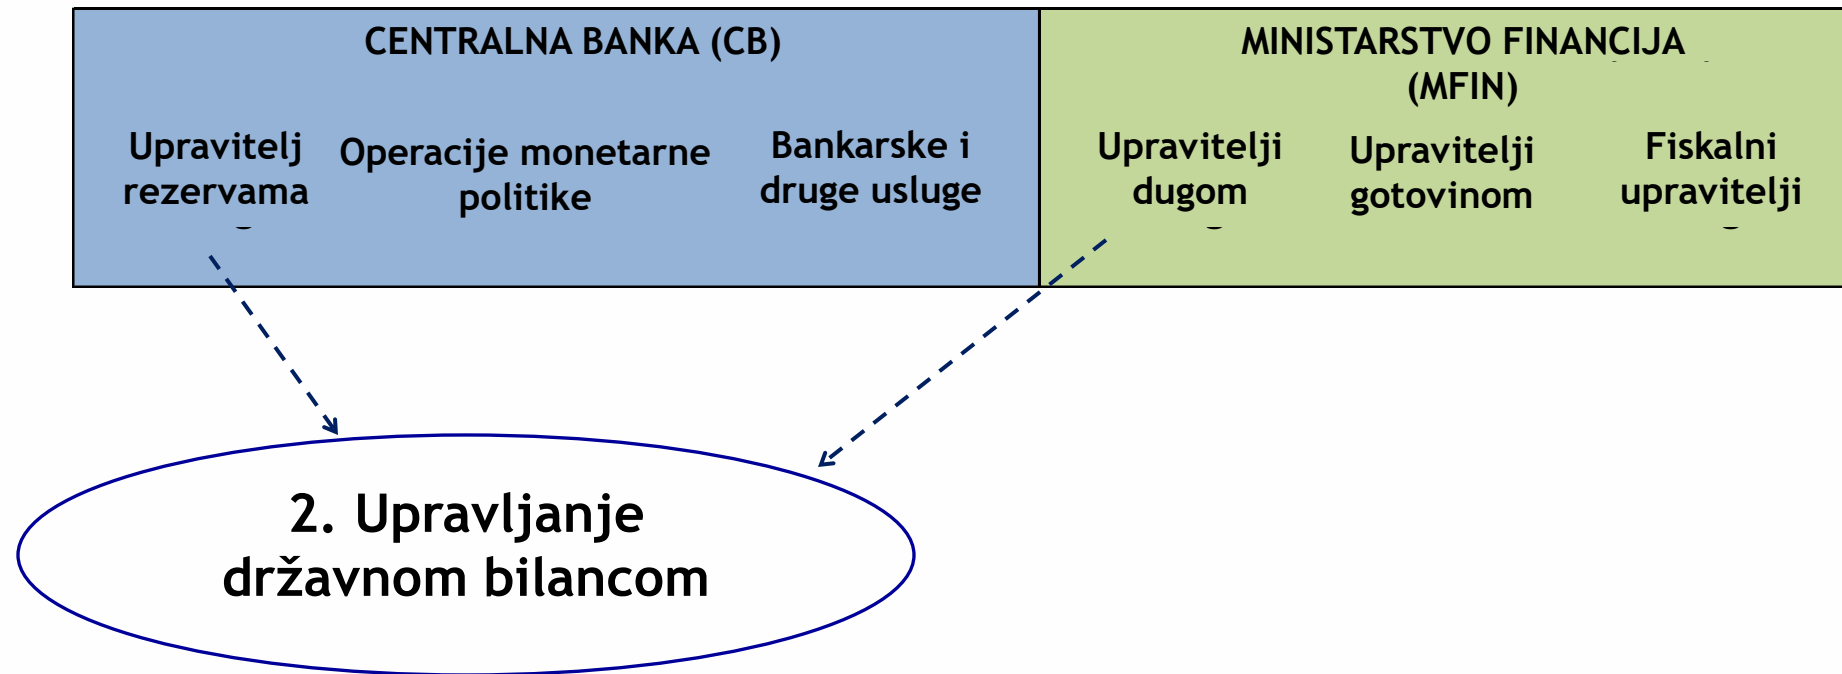 CENTRALNA BANKA (CB)
MINISTARSTVO FINANCIJA
(MFIN)
Upravitelj
rezervama
Operacije monetarne
politike
Bankarske i
druge usluge
Upravitelji
dugom
Upravitelji
gotovinom
Fiskalni
upravitelji
2. Upravljanje
državnom bilancom